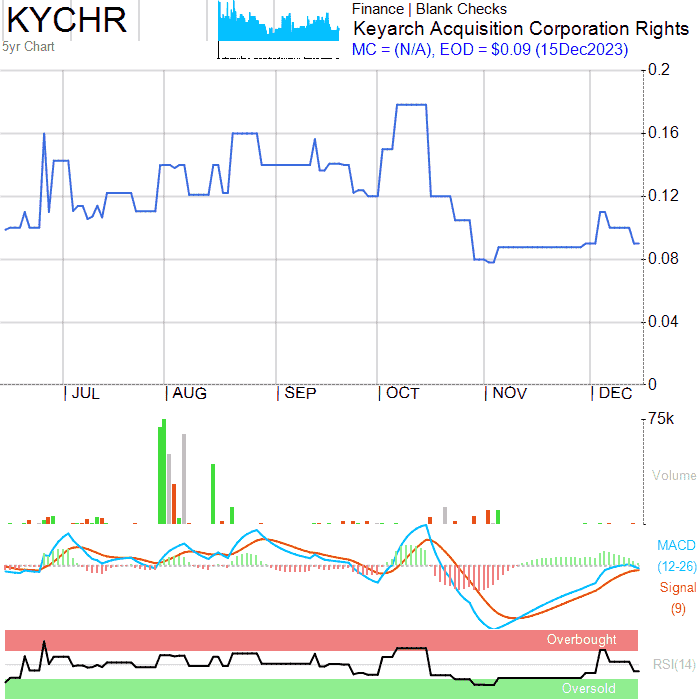 KYCHR
5yr Chart
Finance | Blank Checks
Keyarch Acquisition Corporation Rights
MC = (N/A), EOD = $0.09 (15Dec2023)
0.2
0.16
0.12
0.08
0.04
0
| JUL | AUG | SEP | OCT | NOV | DEC
75k
Volume
MACD
(12-26)
Signal
(9)
Overbought
RSI(14)
Oversold